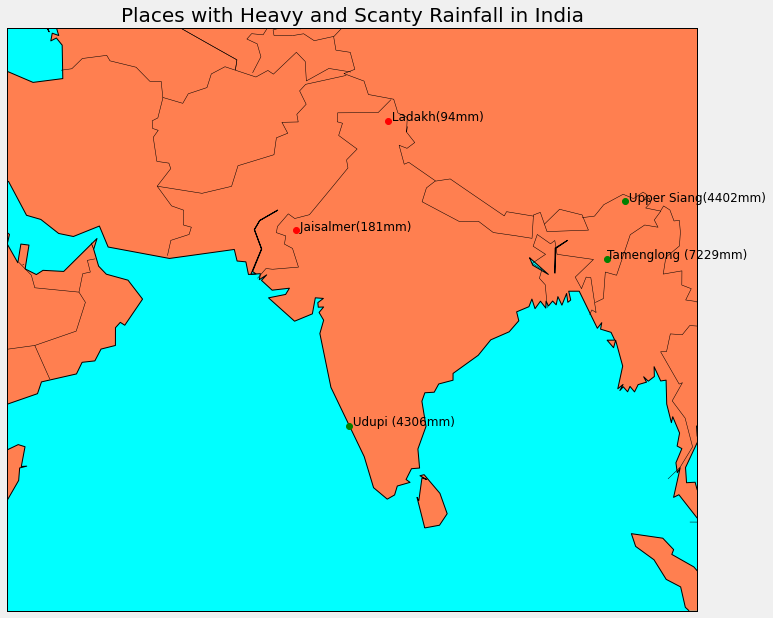 Places with Heavy and Scanty Rainfall in India
Ladakh(94mm)
Upper Siang(4402mm)
Jaisalmer(181mm)
Tamenglong (7229mm)
Udupi (4306mm)